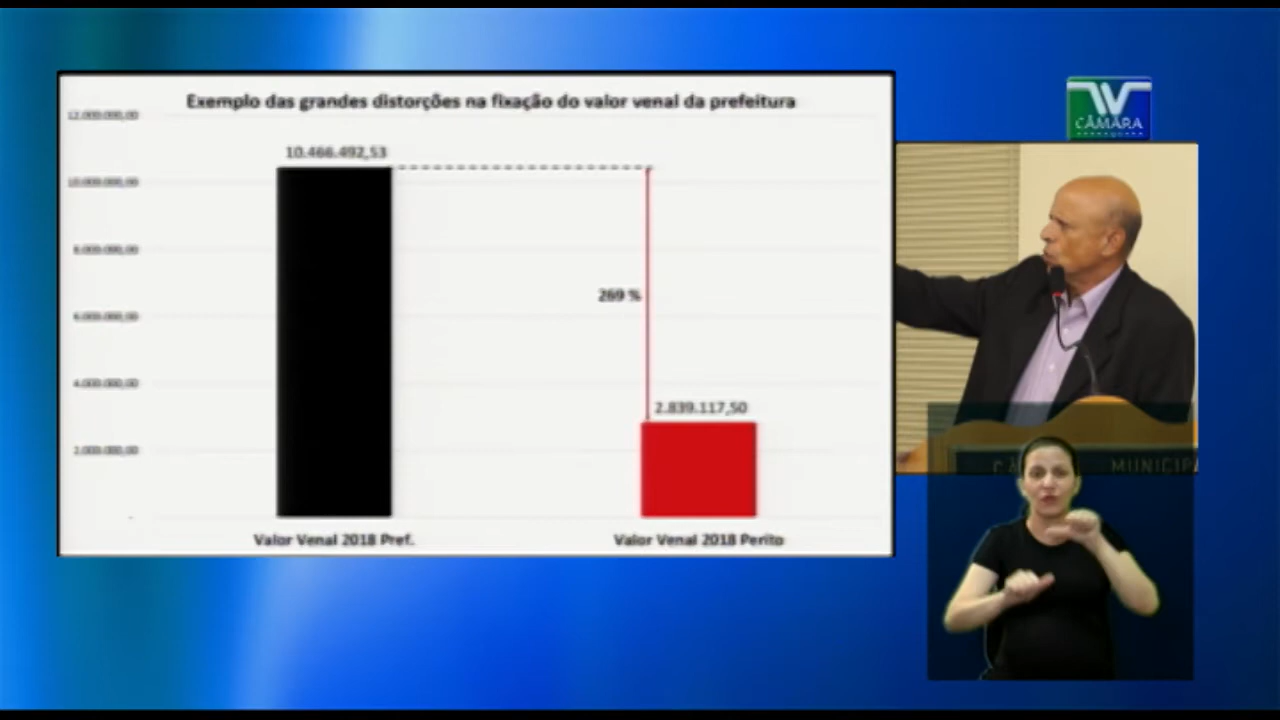 Exemplo das grandes distorções na fixação do valor venal da prefeitura
12.000.000,00
10.466.492,53
10.000.000,00
8.000.000,00
269 %
6.000.000,00
4.000.000,00
2.839.117,50
2.000.000,00
-
Valor Venal 2018 Pref.
Valor Venal 2018 Perito
TV
CÂMARA
MUNICIPA